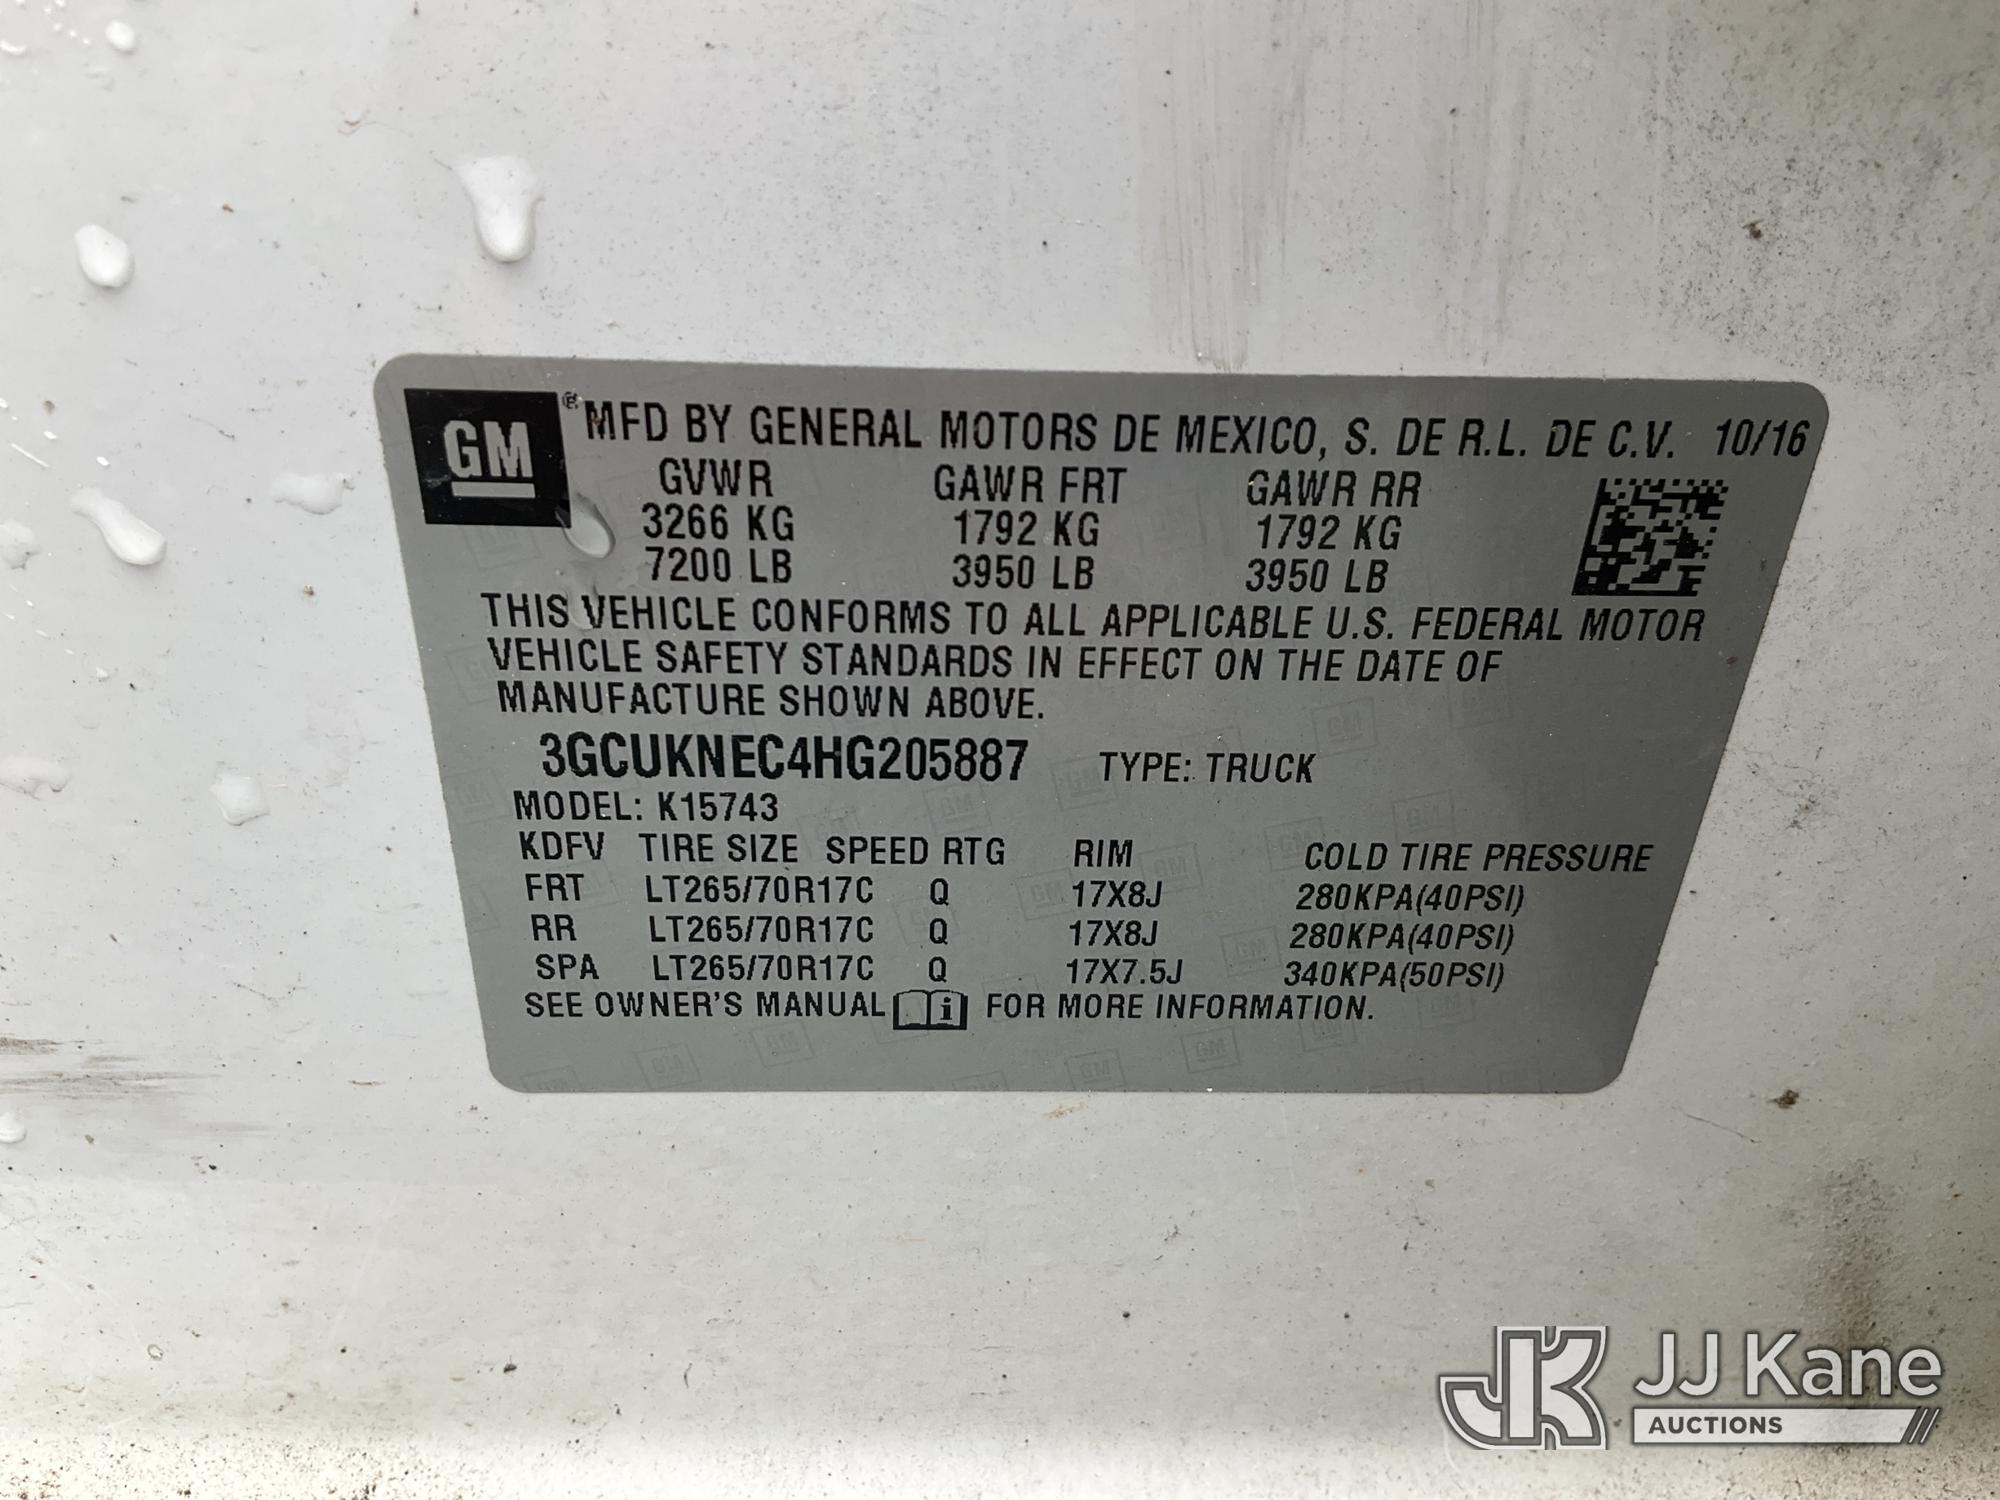 GM ® MFD BY GENERAL MOTORS DE MEXICO, S. DE R.L. DE C.V. 10/16
GVWR GAWR FRT GAWR RR
3266 KG 1792 KG 1792 KG
7200 LB 3950 LB 3950 LB
THIS VEHICLE CONFORMS TO ALL APPLICABLE U.S. FEDERAL MOTOR
VEHICLE SAFETY STANDARDS IN EFFECT ON THE DATE OF
MANUFACTURE SHOWN ABOVE.
3GCUKNEC4HG205887 TYPE: TRUCK
MODEL: K15743
KDFV TIRE SIZE SPEED RTG RIM COLD TIRE PRESSURE
FRT LT265/70R17C Q 17X8J 280KPA(40PSI)
RR LT265/70R17C Q 17X8J 280KPA(40PSI)
SPA LT265/70R17C Q 17X7.5J 340KPA(50PSI)
SEE OWNER'S MANUAL i FOR MORE INFORMATION.
JK JJ Kane
AUCTIONS